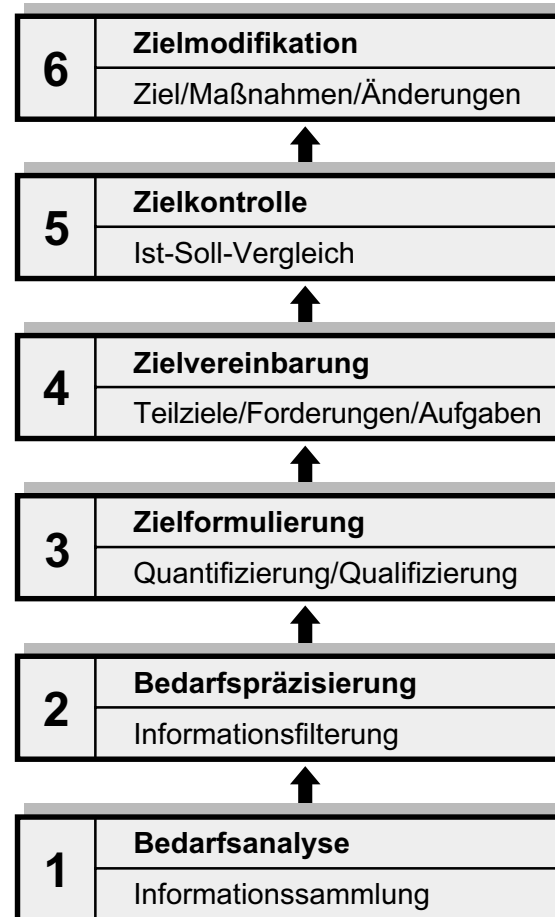 6
Zielmodifikation
Ziel/Maßnahmen/Änderungen
5
Zielkontrolle
Ist-Soll-Vergleich
4
Zielvereinbarung
Teilziele/Forderungen/Aufgaben
3
Zielformulierung
Quantifizierung/Qualifizierung
2
Bedarfspräzisierung
Informationsfilterung
1
Bedarfsanalyse
Informationssammlung